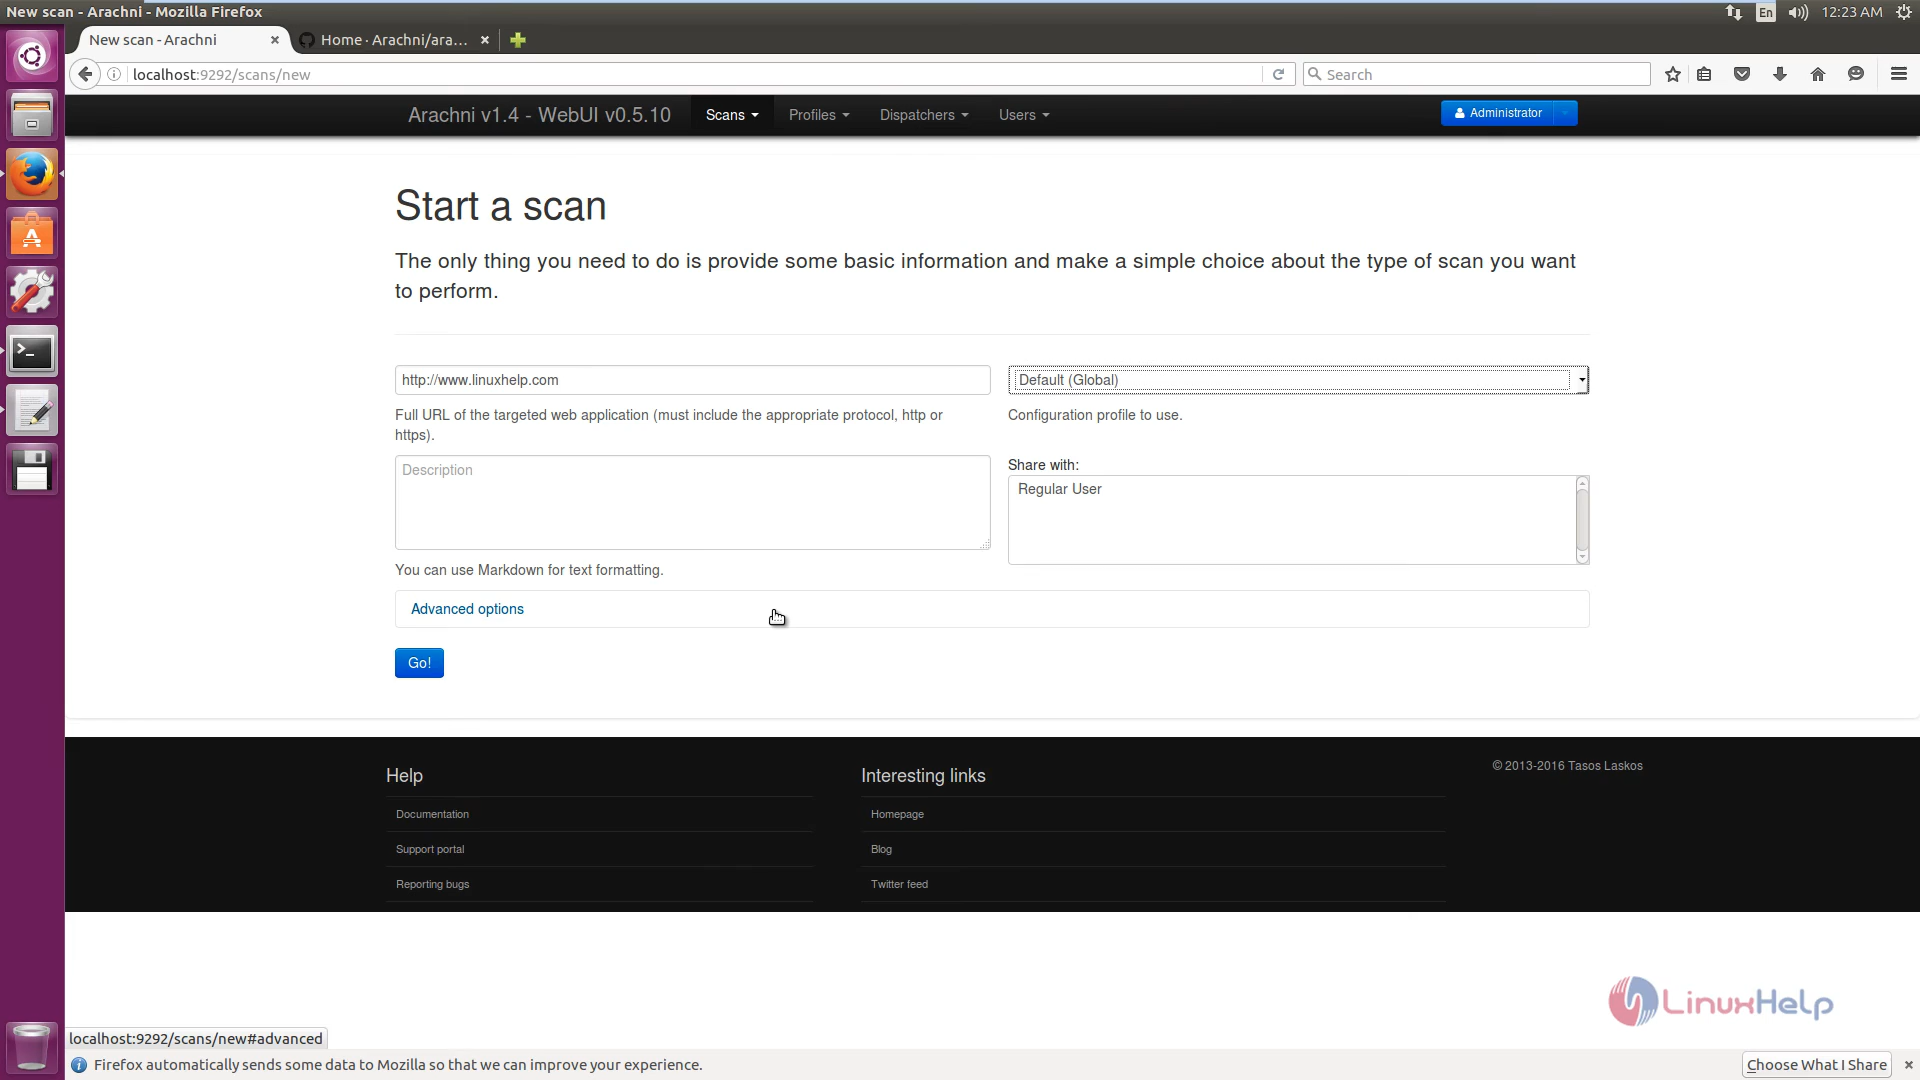 New scan - Arachni - Mozilla Firefox
En
12:23 AM
New scan - Arachni
Home · Arachni/ara...
localhost:9292/scans/new
Search
Arachni v1.4 - WebUI v0.5.10
Scans
Profiles
Dispatchers
Users
Administrator
Start a scan
The only thing you need to do is provide some basic information and make a simple choice about the type of scan you want
to perform.
http://www.linuxhelp.com
Default (Global)
Full URL of the targeted web application (must include the appropriate protocol, http or
https).
Configuration profile to use.
Description
Share with:
Regular User
You can use Markdown for text formatting.
Advanced options
Go!
Help
Documentation
Support portal
Reporting bugs
Interesting links
Homepage
Blog
Twitter feed
© 2013-2016 Tasos Laskos
LinuxHelp
localhost:9292/scans/new#advanced
Firefox automatically sends some data to Mozilla so that we can improve your experience.
Choose What I Share